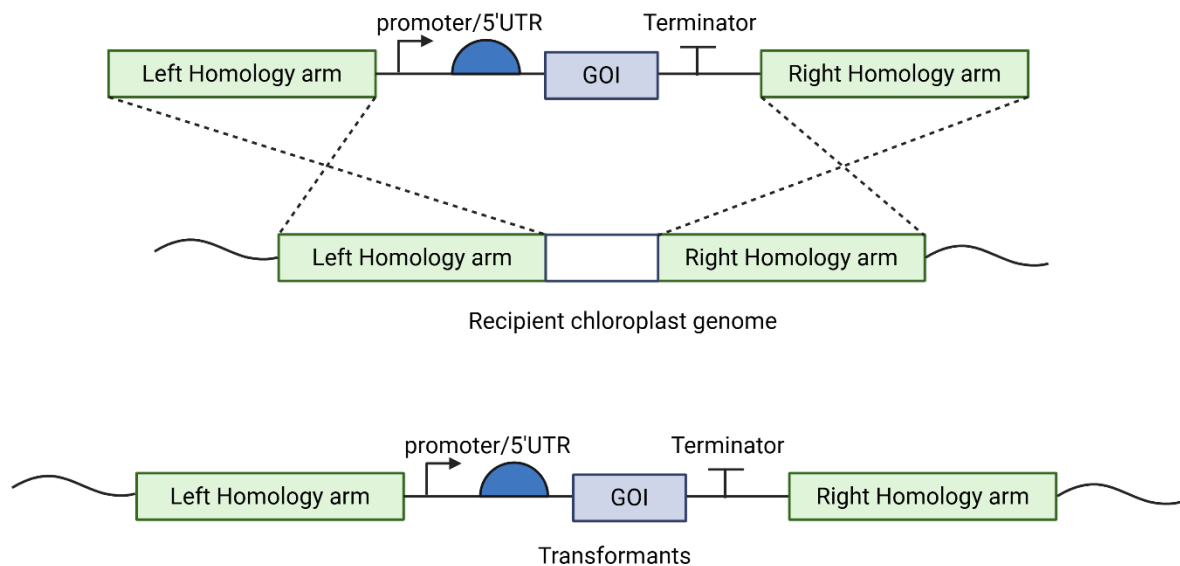 promoter/5'UTR
Terminator
Left Homology arm
GOI
Right Homology arm
Left Homology arm
Right Homology arm
Recipient chloroplast genome
promoter/5'UTR
Terminator
Left Homology arm
GOI
Right Homology arm
Transformants